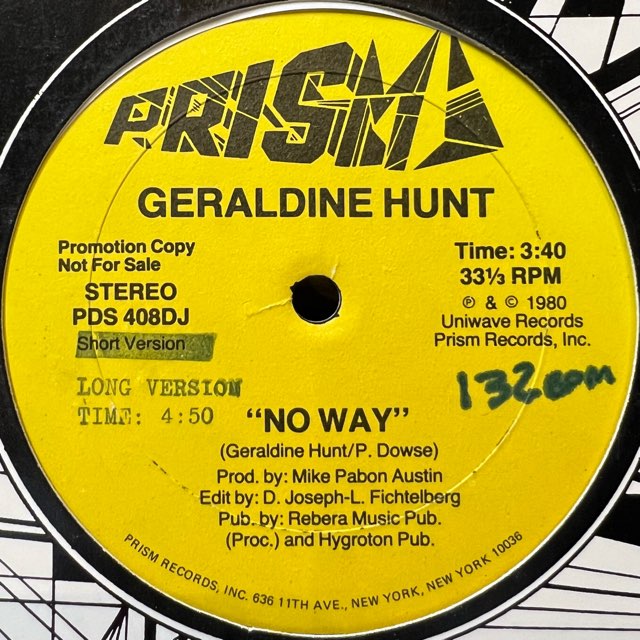 PRISM
GERALDINE HUNT
Promotion Copy
Not For Sale
STEREO
PDS 408DJ
Short Version
LONG VERSION
TIME: 4:50
Time: 3:40
33⅓ RPM
℗ & © 1980
Uniwave Records
Prism Records, Inc.
132 BPM
"NO WAY"
(Geraldine Hunt/P. Dowse)
Prod. by: Mike Pabon Austin
Edit by: D. Joseph-L. Fichtelberg
Pub. by: Rebera Music Pub.
(Proc.) and Hygroton Pub.
PRISM RECORDS, INC. 636 11TH AVE., NEW YORK, NEW YORK 10036